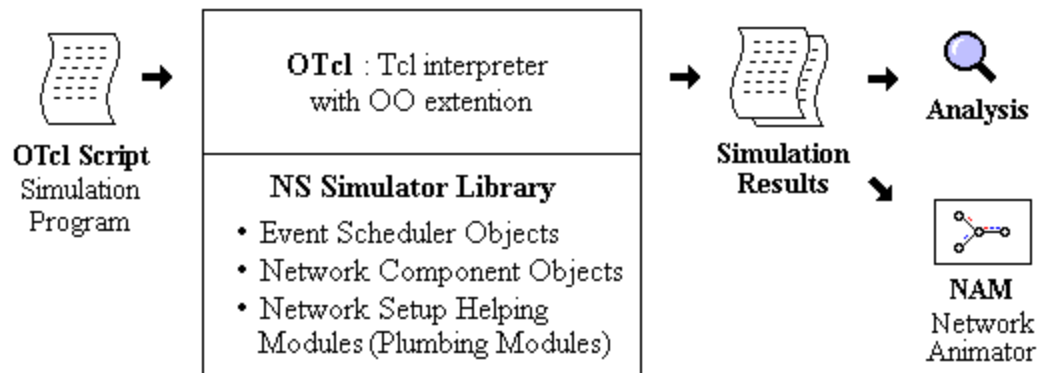 OTcl Script
Simulation
Program
OTcl : Tcl interpreter
with OO extention
NS Simulator Library
• Event Scheduler Objects
• Network Component Objects
• Network Setup Helping
Modules (Plumbing Modules)
Simulation
Results
Analysis
NAM
Network
Animator